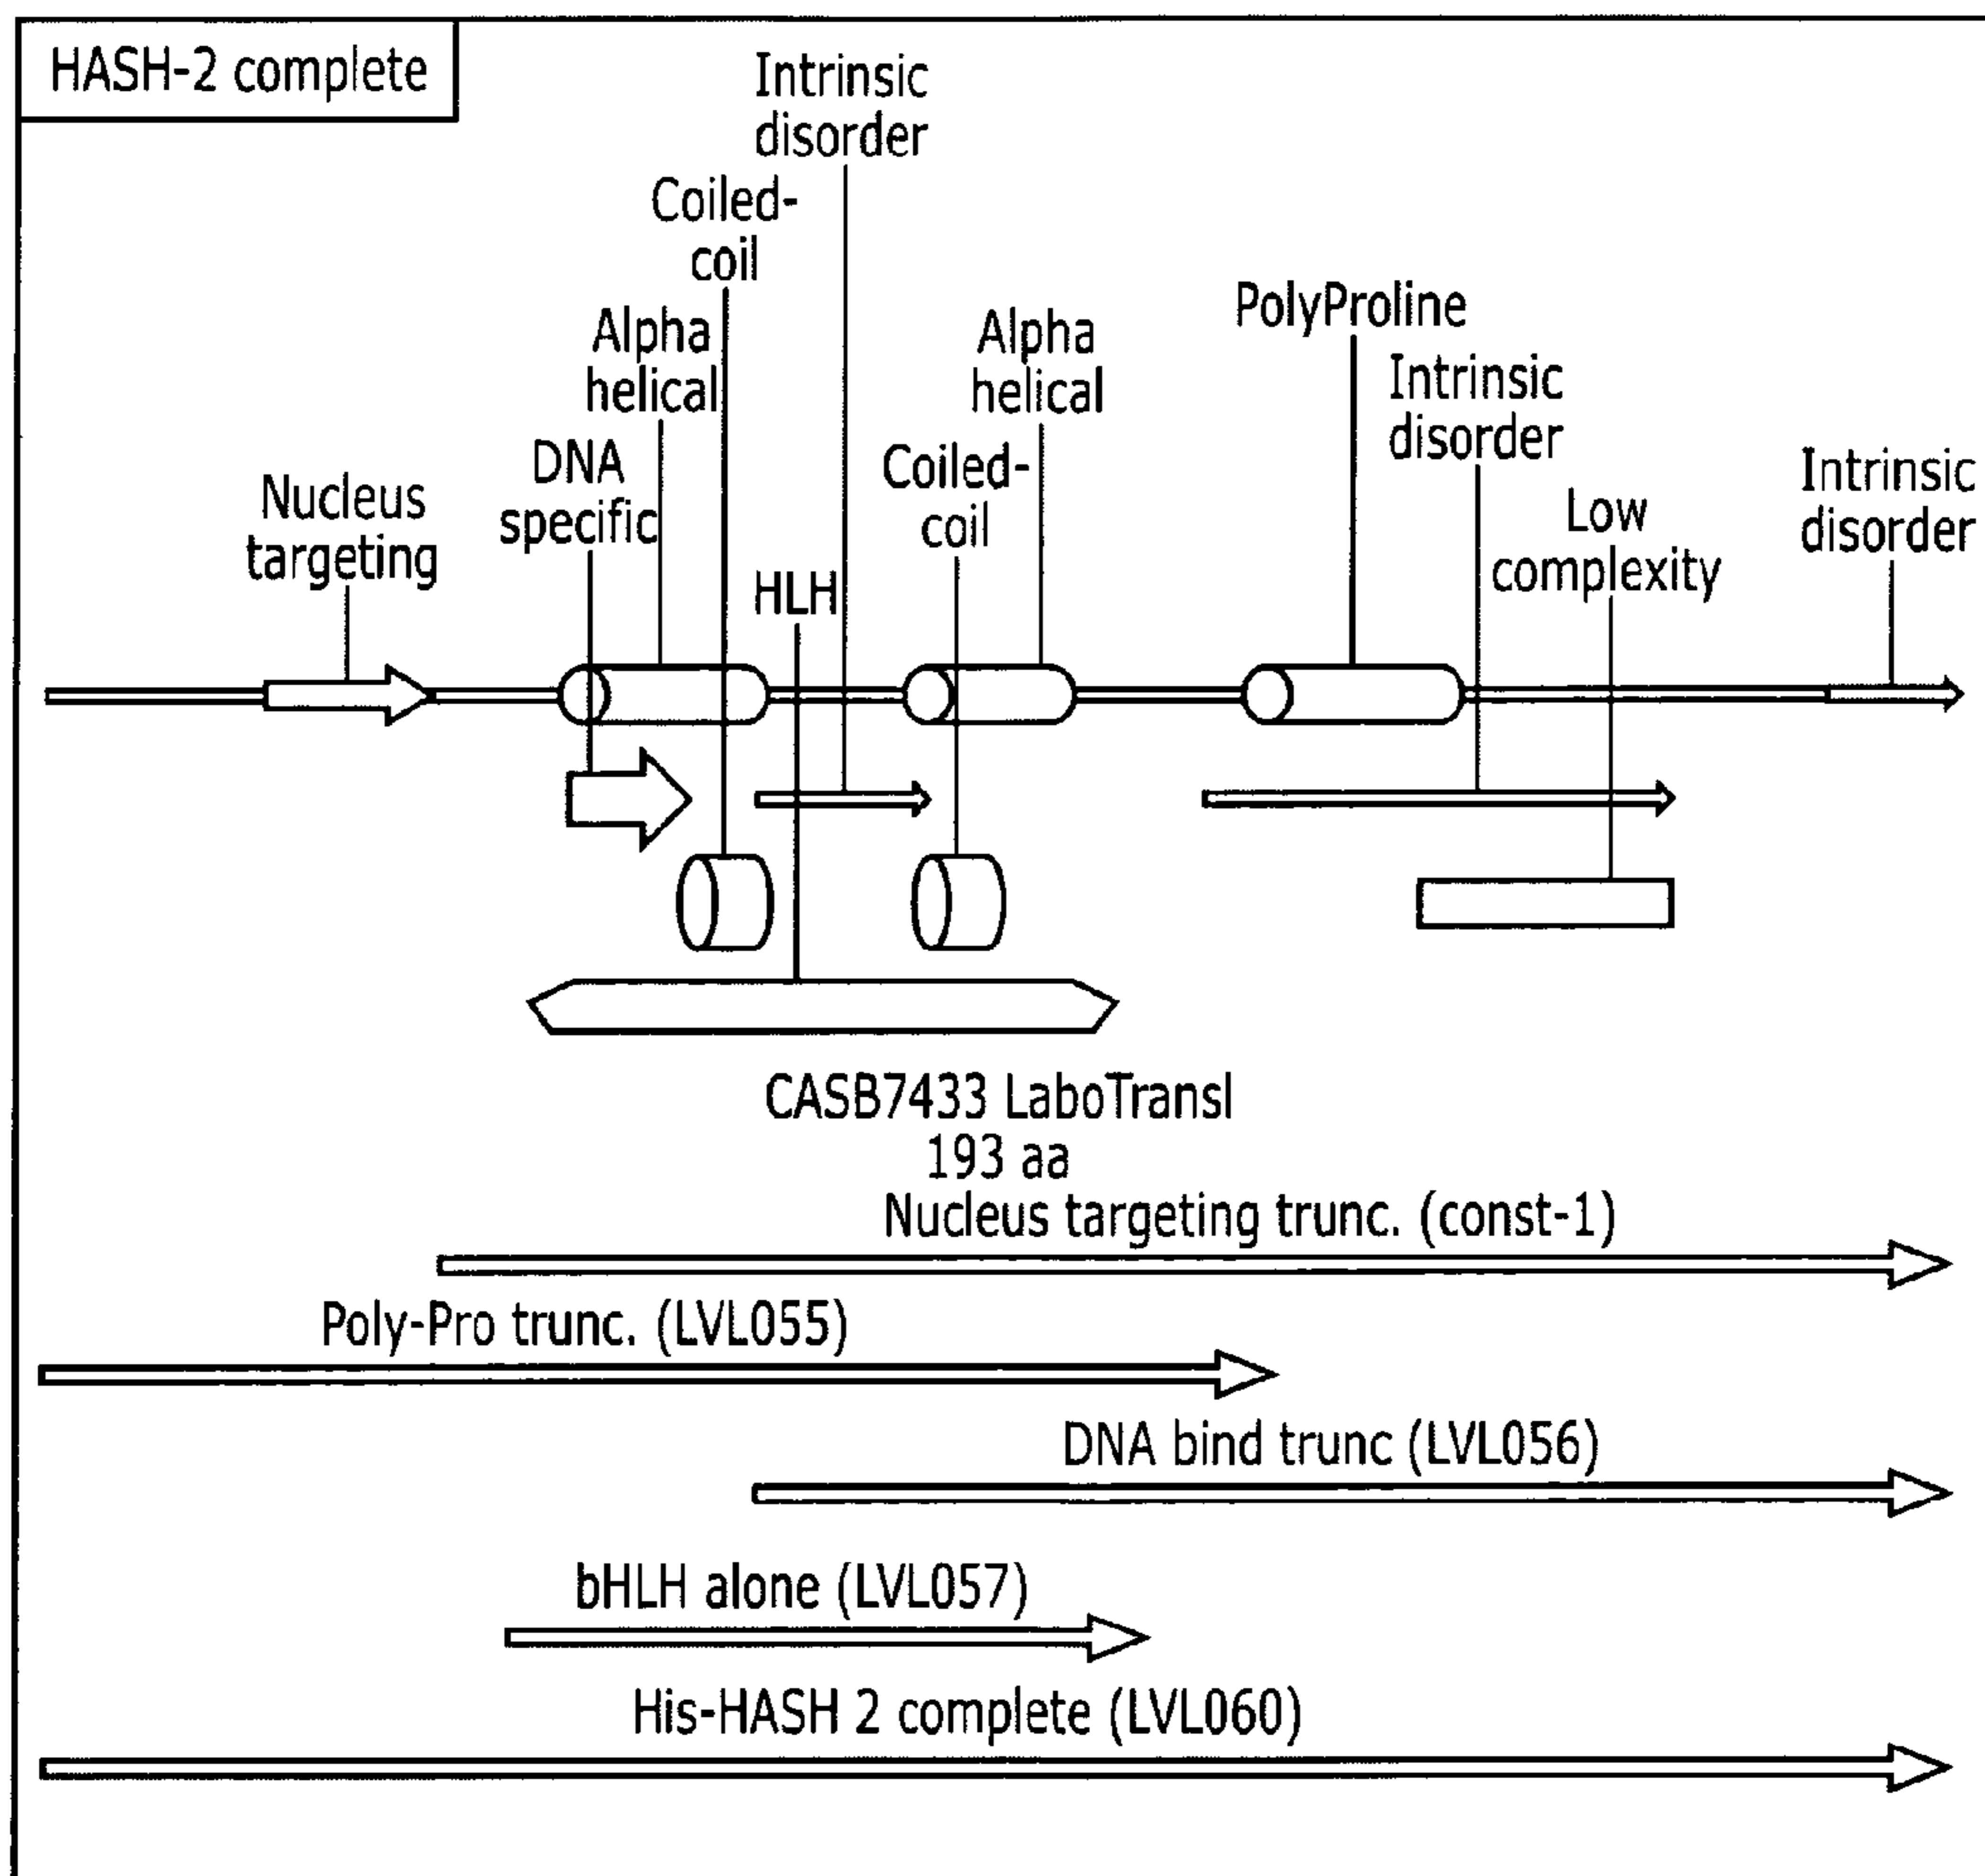 HASH-2 complete
Intrinsic
disorder
Coiled-
coil
Alpha
helical
Alpha
helical
PolyProline
Intrinsic
disorder
DNA
specific
Coiled-
coil
Nucleus
targeting
Low
complexity
Intrinsic
disorder
HLH
CASB7433 LaboTransl
193 aa
Nucleus targeting trunc. (const-1)
Poly-Pro trunc. (LVL055)
DNA bind trunc (LVL056)
bHLH alone (LVL057)
His-HASH 2 complete (LVL060)